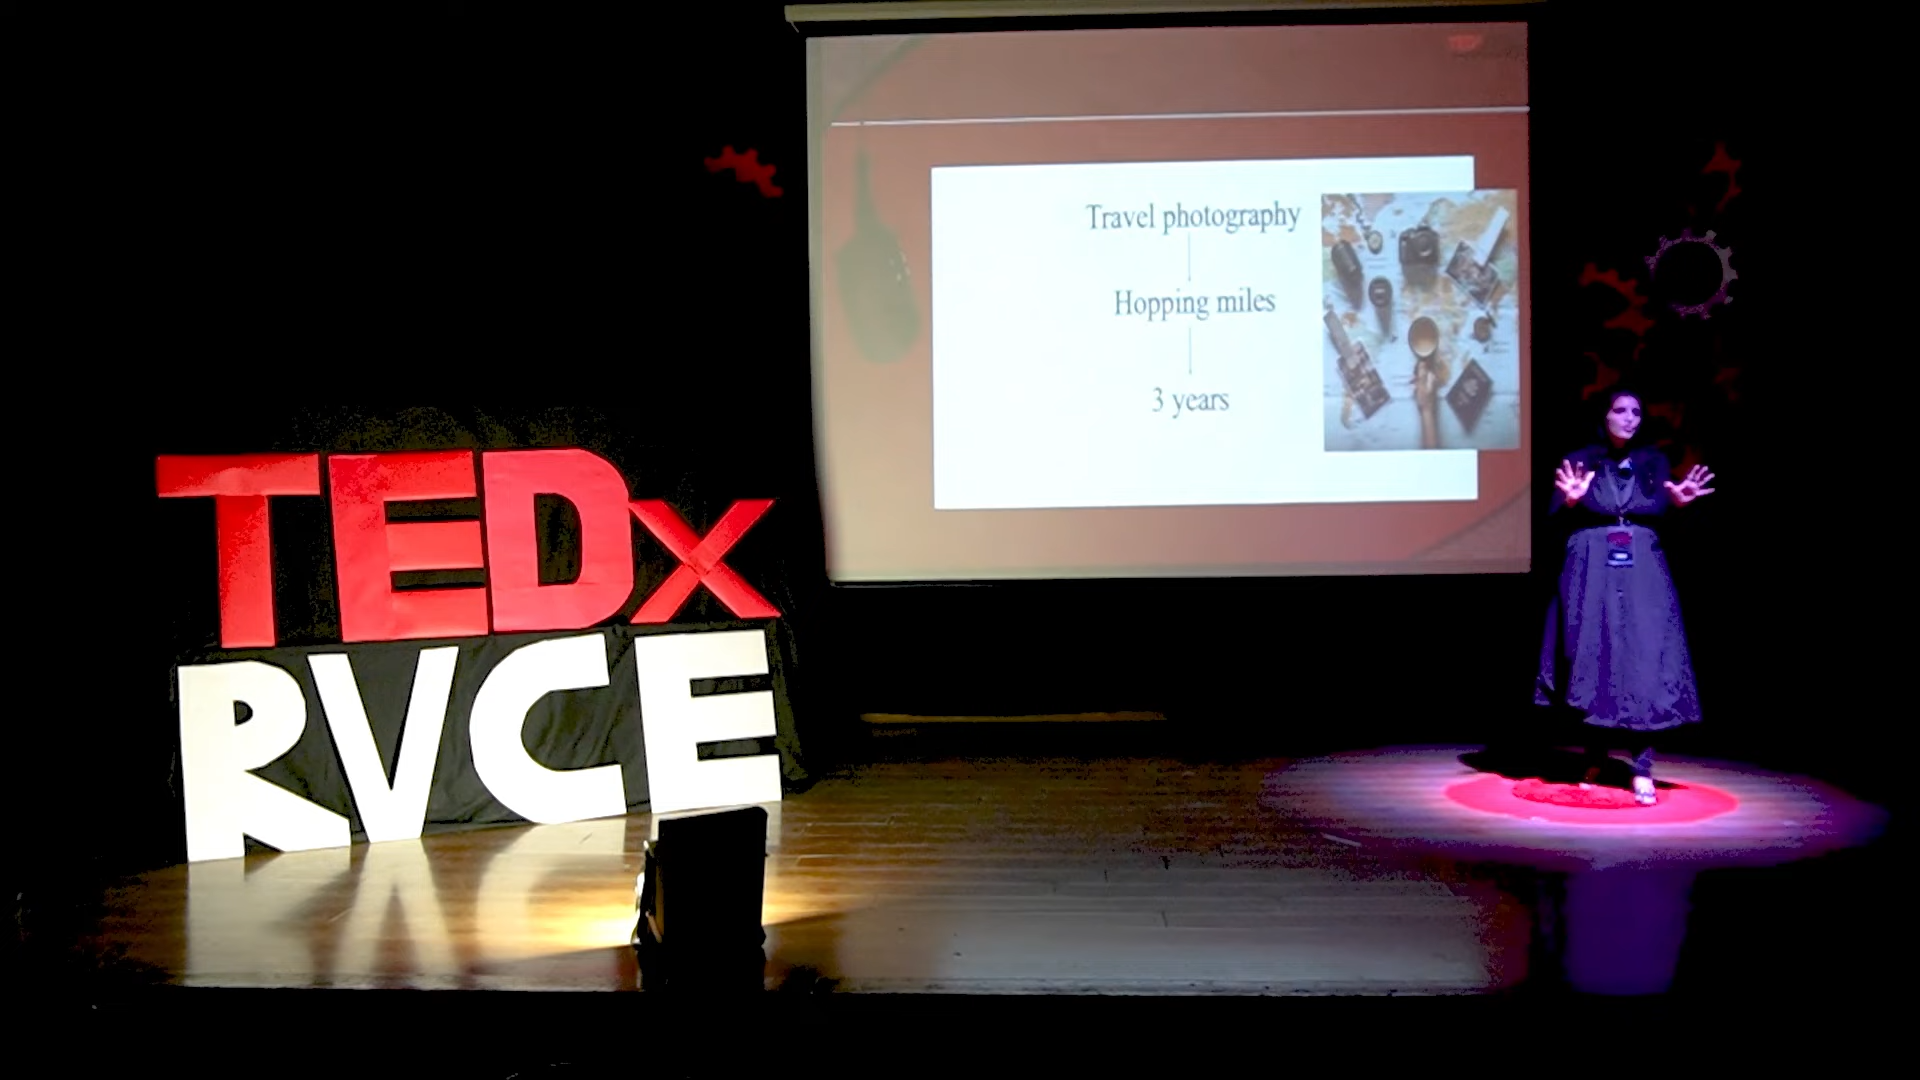 Travel photography
Hopping miles
3 years
TEDx
RVCE